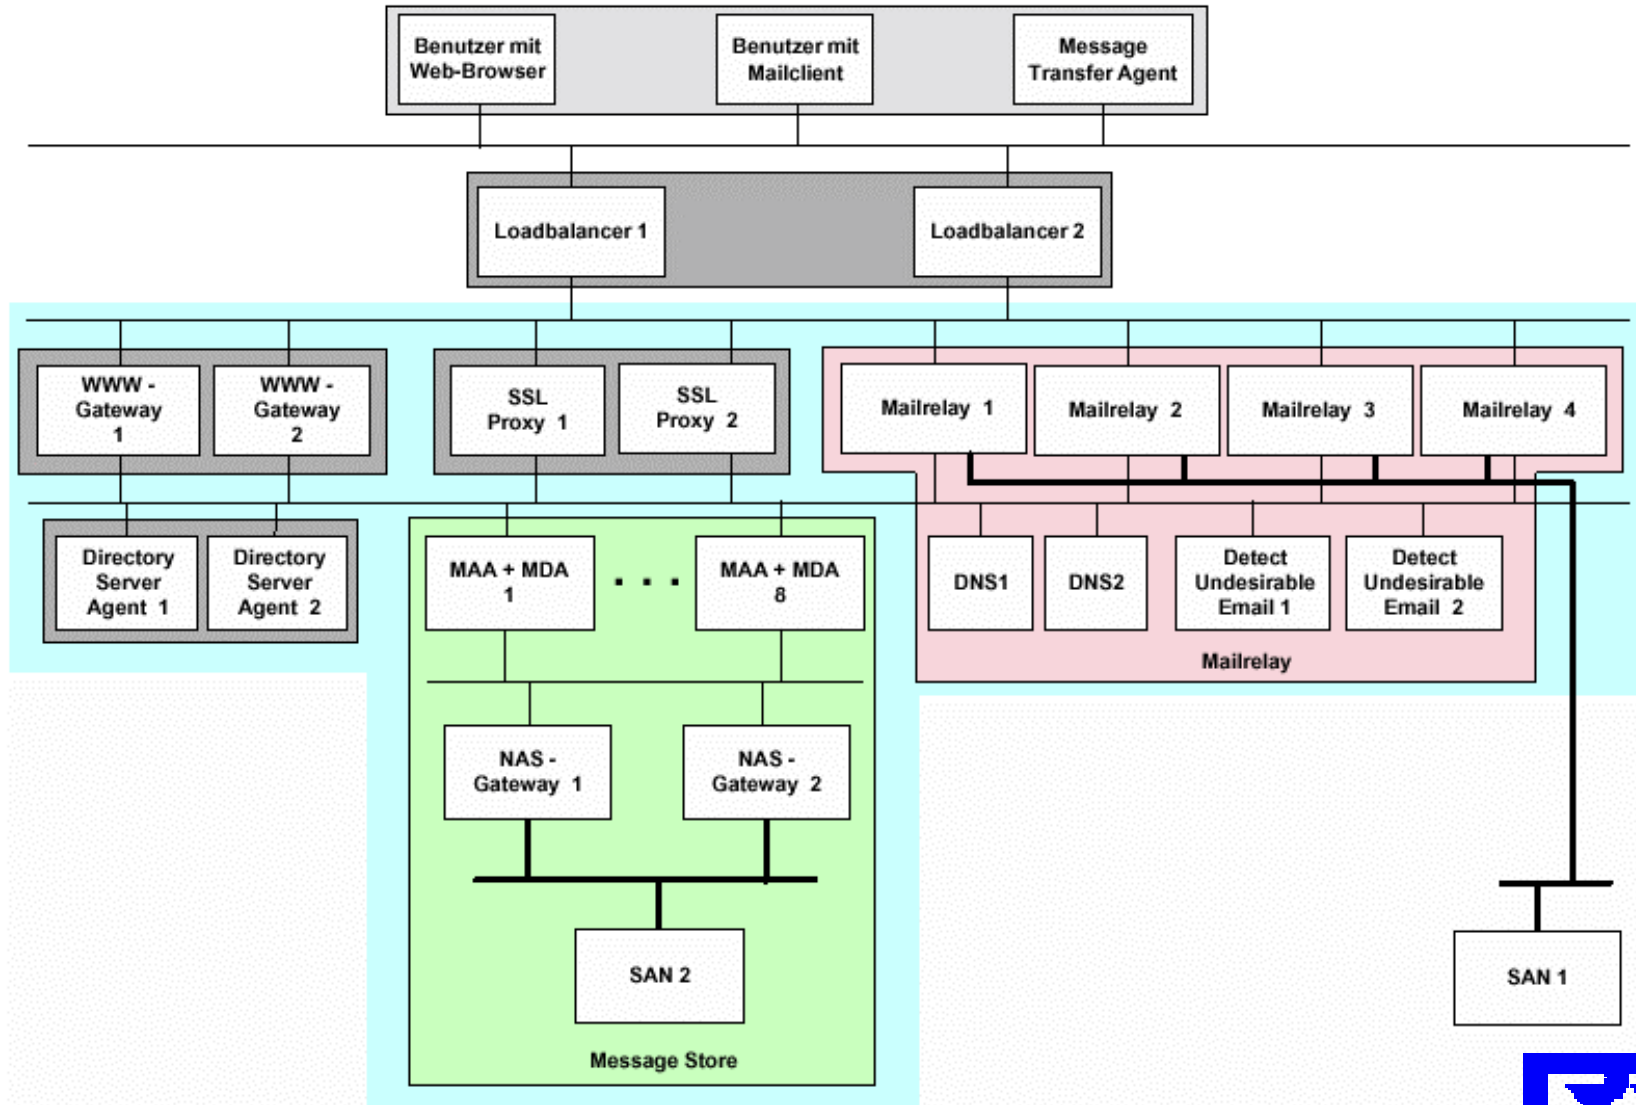 Benutzer mit
Web-Browser
Benutzer mit
Mailclient
Message
Transfer Agent
Loadbalancer 1
Loadbalancer 2
WWW -
Gateway
1
WWW -
Gateway
2
SSL
Proxy 1
SSL
Proxy 2
Mailrelay 1
Mailrelay 2
Mailrelay 3
Mailrelay 4
Directory
Server
Agent 1
Directory
Server
Agent 2
MAA + MDA
1
. . .
MAA + MDA
8
DNS1
DNS2
Detect
Undesirable
Email 1
Detect
Undesirable
Email 2
Mailrelay
NAS -
Gateway 1
NAS -
Gateway 2
SAN 2
SAN 1
Message Store